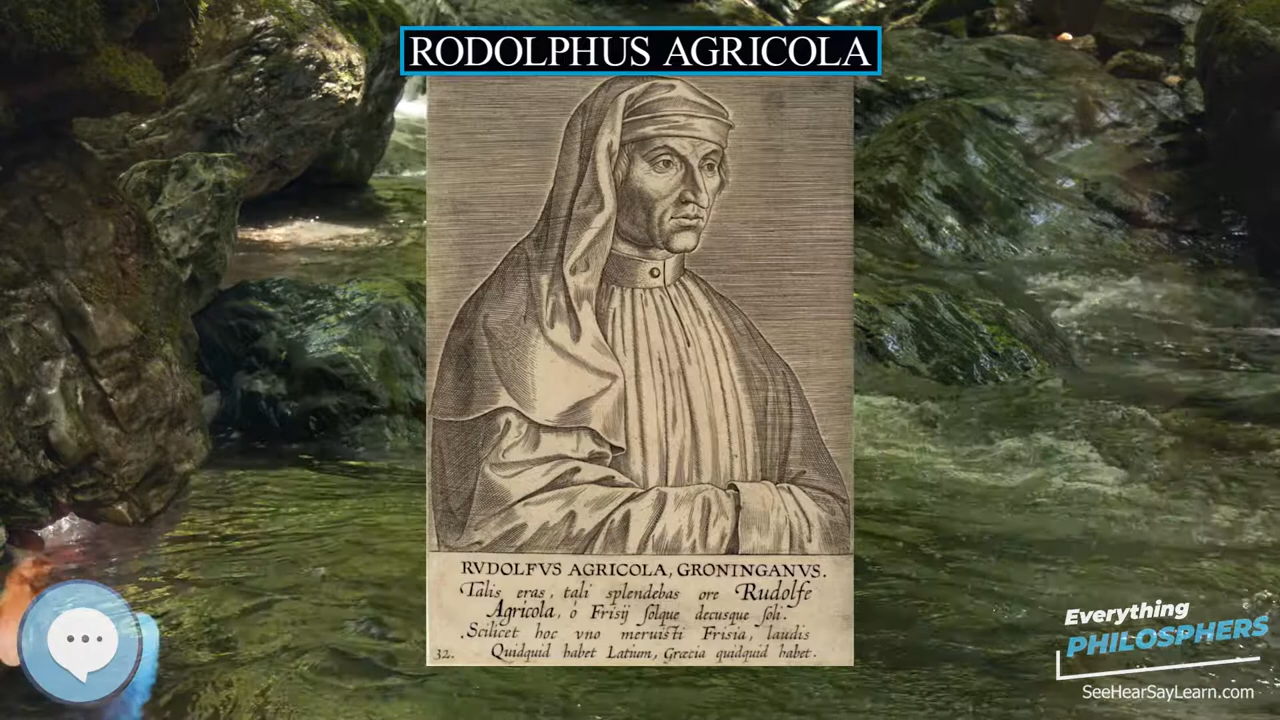 RODOLPHUS AGRICOLA
RVDOLFVS AGRICOLA, GRONINGANVS.
Talis eras, tali splendebas ore Rudolfe
Agricola, ó Frisij solque decusque soli.
Scilicet hoc vno meruisti Frisia, laudis
32. Quidquid habet Latium, Græcia quidquid habet.
Everything
PHILOSPHERS
SeeHearSayLearn.com